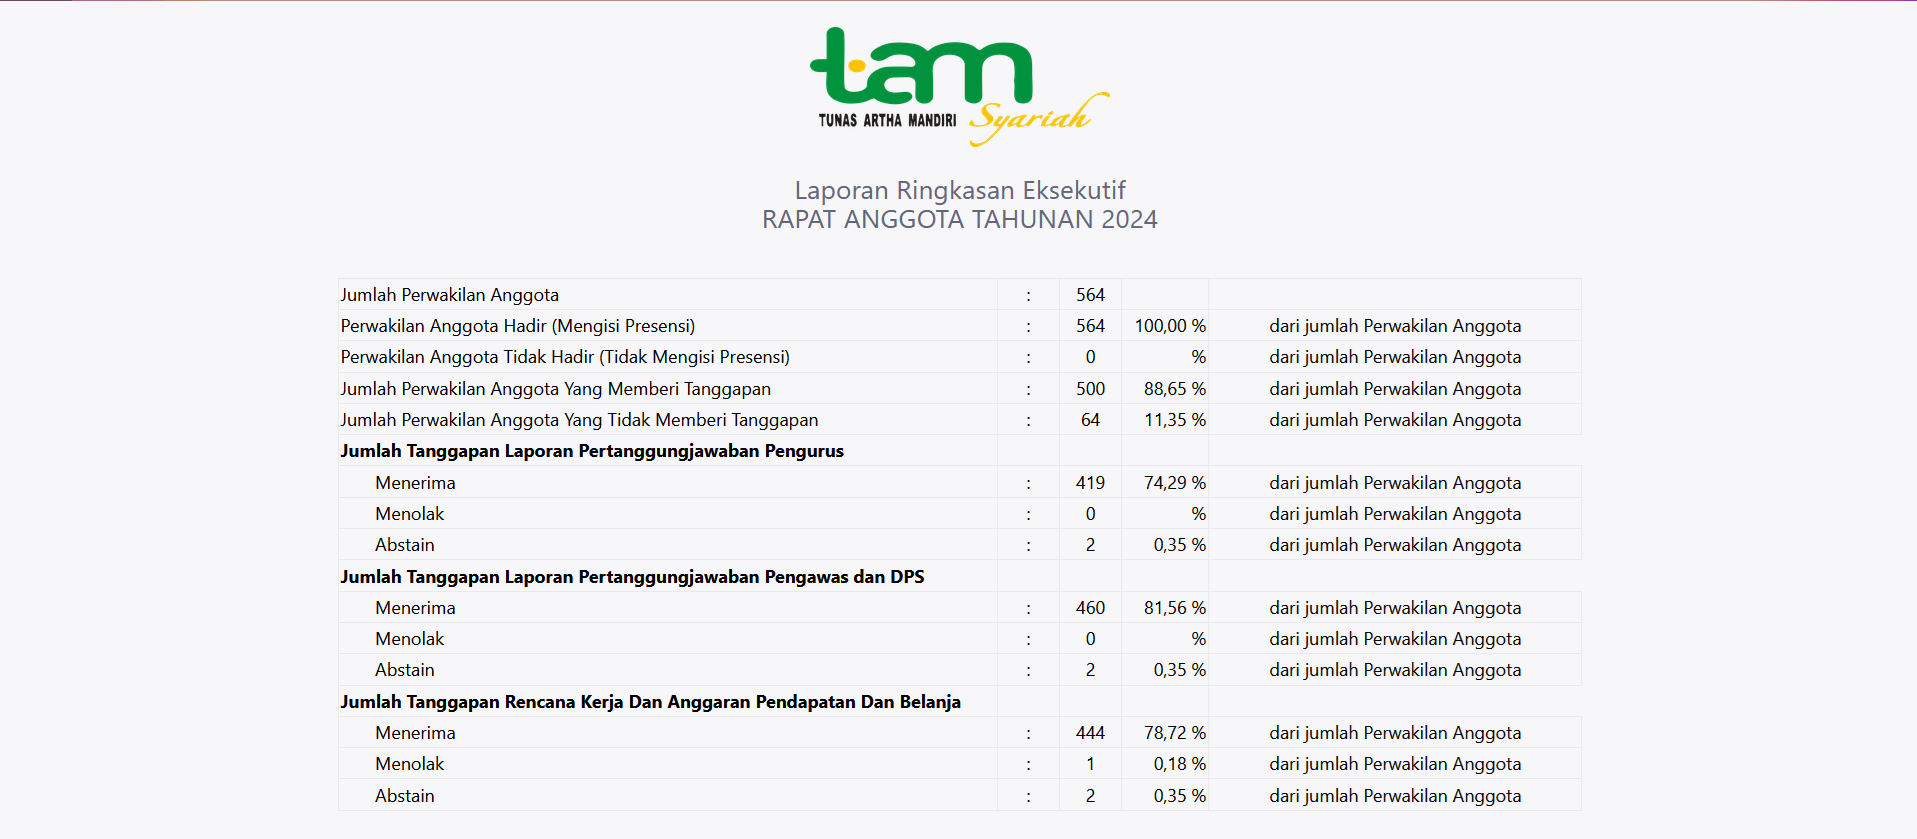 tam
TUNAS ARTHA MANDIRI Syariah
Laporan Ringkasan Eksekutif
RAPAT ANGGOTA TAHUNAN 2024
Jumlah Perwakilan Anggota : 564
Perwakilan Anggota Hadir (Mengisi Presensi) : 564 100,00 % dari jumlah Perwakilan Anggota
Perwakilan Anggota Tidak Hadir (Tidak Mengisi Presensi) : 0 % dari jumlah Perwakilan Anggota
Jumlah Perwakilan Anggota Yang Memberi Tanggapan : 500 88,65 % dari jumlah Perwakilan Anggota
Jumlah Perwakilan Anggota Yang Tidak Memberi Tanggapan : 64 11,35 % dari jumlah Perwakilan Anggota
Jumlah Tanggapan Laporan Pertanggungjawaban Pengurus
Menerima : 419 74,29 % dari jumlah Perwakilan Anggota
Menolak : 0 % dari jumlah Perwakilan Anggota
Abstain : 2 0,35 % dari jumlah Perwakilan Anggota
Jumlah Tanggapan Laporan Pertanggungjawaban Pengawas dan DPS
Menerima : 460 81,56 % dari jumlah Perwakilan Anggota
Menolak : 0 % dari jumlah Perwakilan Anggota
Abstain : 2 0,35 % dari jumlah Perwakilan Anggota
Jumlah Tanggapan Rencana Kerja Dan Anggaran Pendapatan Dan Belanja
Menerima : 444 78,72 % dari jumlah Perwakilan Anggota
Menolak : 1 0,18 % dari jumlah Perwakilan Anggota
Abstain : 2 0,35 % dari jumlah Perwakilan Anggota